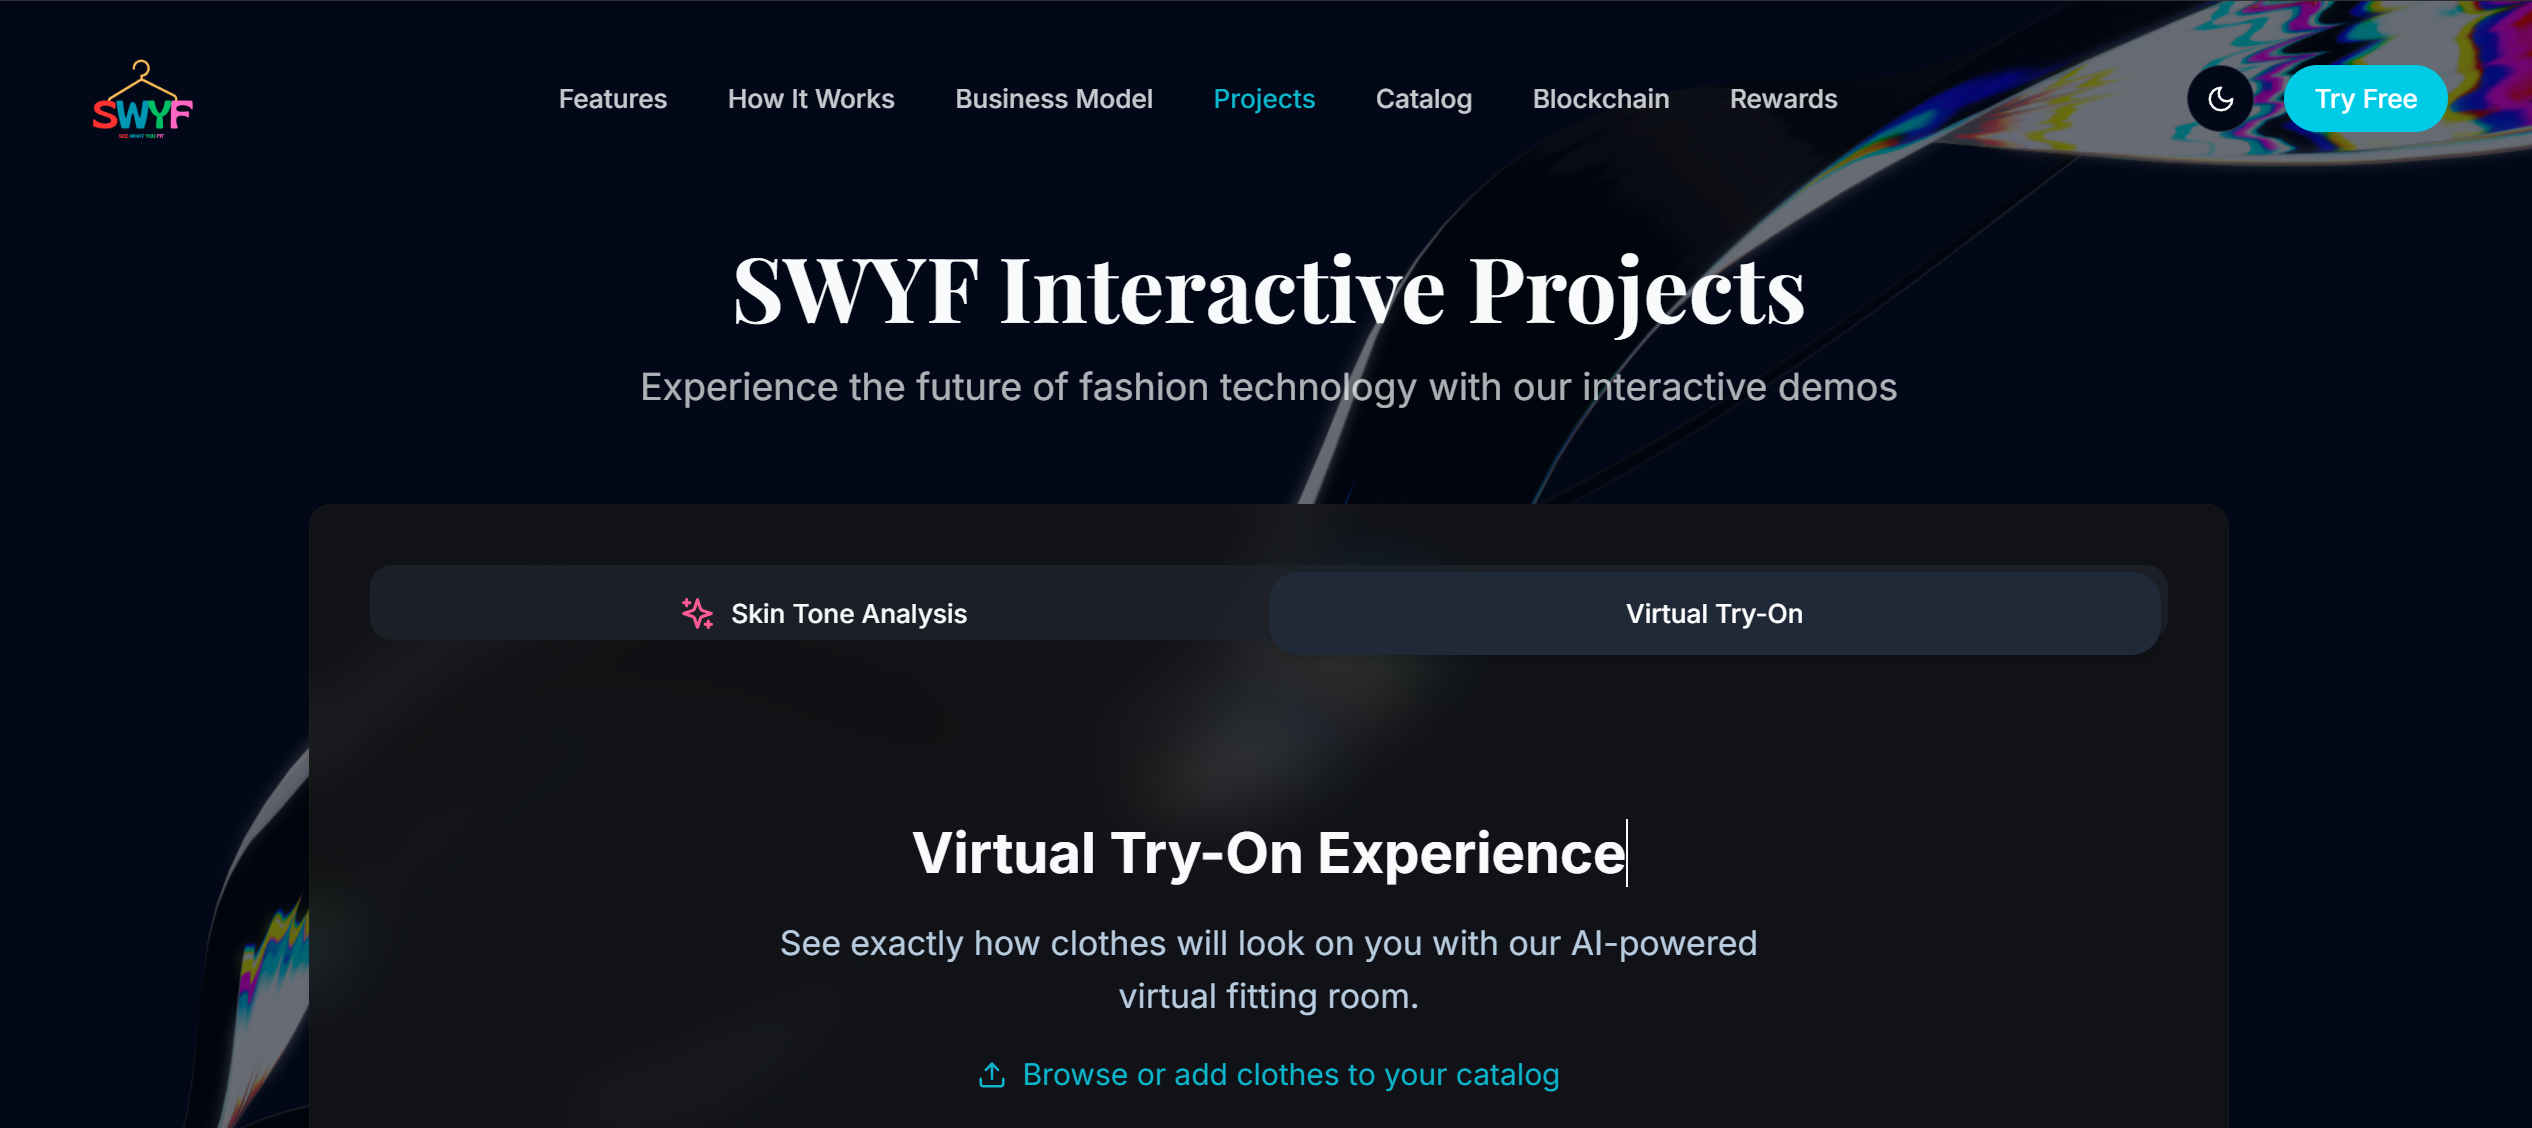 SWYF
SEE WHAT YOU FIT
Features
How It Works
Business Model
Projects
Catalog
Blockchain
Rewards
Try Free
SWYF Interactive Projects
Experience the future of fashion technology with our interactive demos
Skin Tone Analysis
Virtual Try-On
Virtual Try-On Experience
See exactly how clothes will look on you with our AI-powered
virtual fitting room.
Browse or add clothes to your catalog